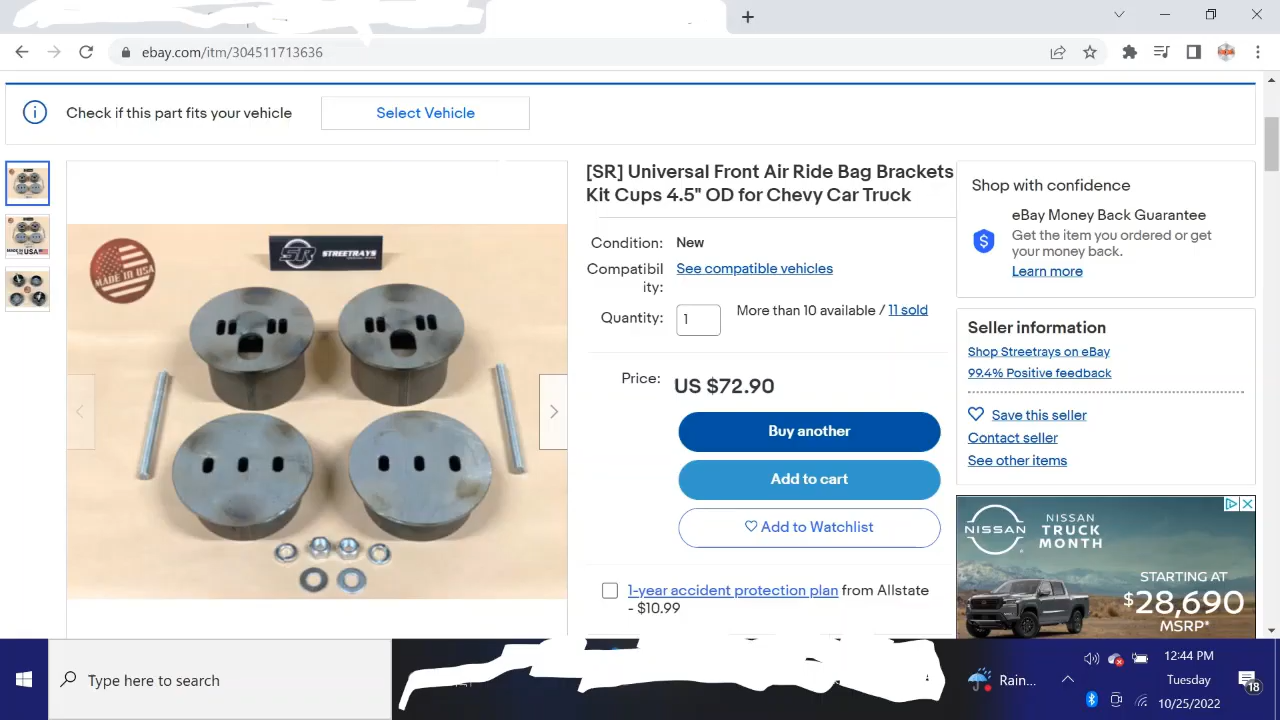 ebay.com/itm/304511713636
Check if this part fits your vehicle
Select Vehicle
[SR] Universal Front Air Ride Bag Brackets
Kit Cups 4.5" OD for Chevy Car Truck
Condition: New
Compatibil
ity:
See compatible vehicles
Quantity: 1
More than 10 available / 11 sold
Price: US $72.90
Buy another
Add to cart
Add to Watchlist
1-year accident protection plan from Allstate
- $10.99
MADE IN USA
SR STREETRAYS
MADE IN USA
Shop with confidence
eBay Money Back Guarantee
Get the item you ordered or get
your money back.
Learn more
Seller information
Shop Streetrays on eBay
99.4% Positive feedback
Save this seller
Contact seller
See other items
NISSAN
NISSAN
TRUCK
MONTH
STARTING AT
$28,690
MSRP*
Type here to search
Rain...
12:44 PM
Tuesday
10/25/2022
18